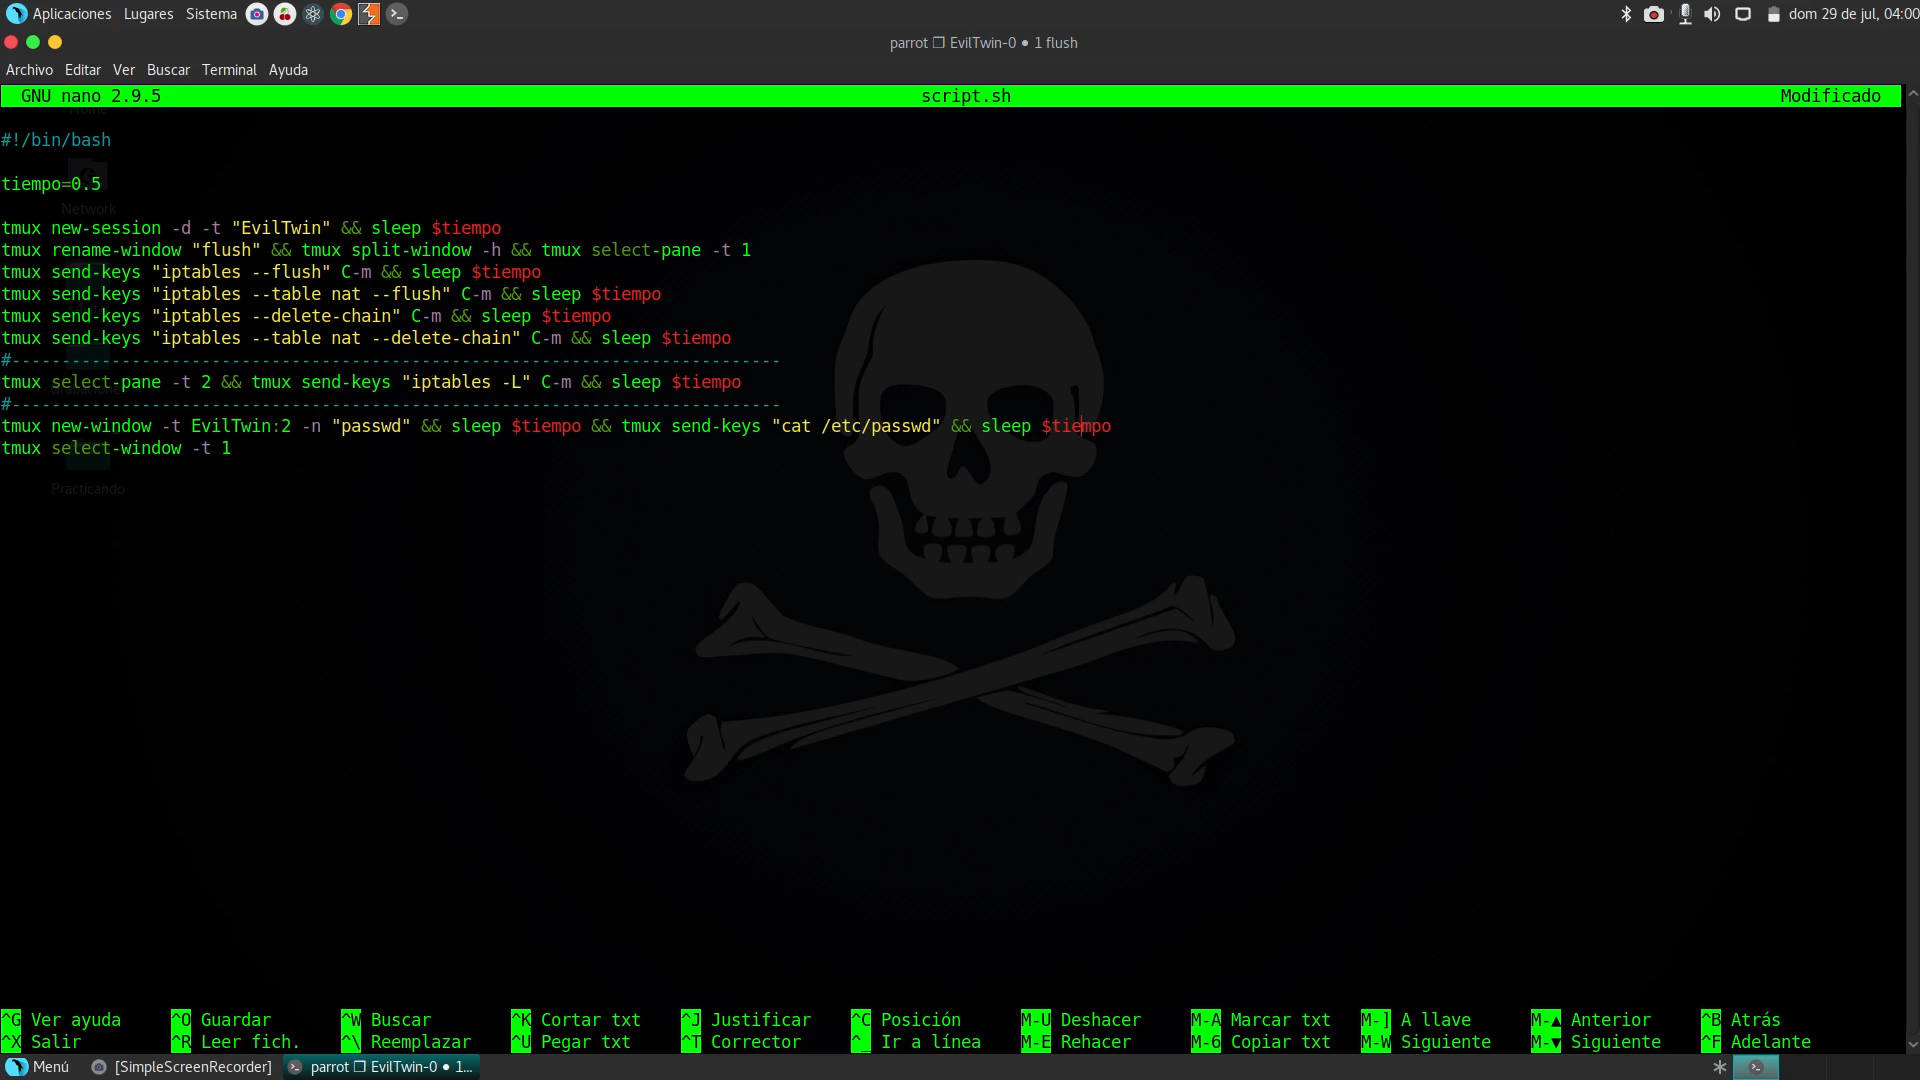 Aplicaciones Lugares Sistema dom 29 de jul, 04:00
parrot ❐ EvilTwin-0 ● 1 flush
Archivo Editar Ver Buscar Terminal Ayuda
GNU nano 2.9.5 script.sh Modificado
Home
#!/bin/bash
tiempo=0.5
Network
tmux new-session -d -t "EvilTwin" && sleep $tiempo
tmux rename-window "flush" && tmux split-window -h && tmux select-pane -t 1
tmux send-keys "iptables --flush" C-m && sleep $tiempo
tmux send-keys "iptables --table nat --flush" C-m && sleep $tiempo
tmux send-keys "iptables --delete-chain" C-m && sleep $tiempo
tmux send-keys "iptables --table nat --delete-chain" C-m && sleep $tiempo
#-----------------------------------------------------------------------------
tmux select-pane -t 2 && tmux send-keys "iptables -L" C-m && sleep $tiempo
#-----------------------------------------------------------------------------
tmux new-window -t EvilTwin:2 -n "passwd" && sleep $tiempo && tmux send-keys "cat /etc/passwd" && sleep $tiempo
tmux select-window -t 1
Practicando
^G Ver ayuda ^O Guardar ^W Buscar ^K Cortar txt ^J Justificar ^C Posición M-U Deshacer M-A Marcar txt M-] A llave M-▲ Anterior ^B Atrás
^X Salir ^R Leer fich. ^\ Reemplazar ^U Pegar txt ^T Corrector ^_ Ir a línea M-E Rehacer M-6 Copiar txt M-W Siguiente M-▼ Siguiente ^F Adelante
Menú [SimpleScreenRecorder] parrot ❐ EvilTwin-0 ● 1...